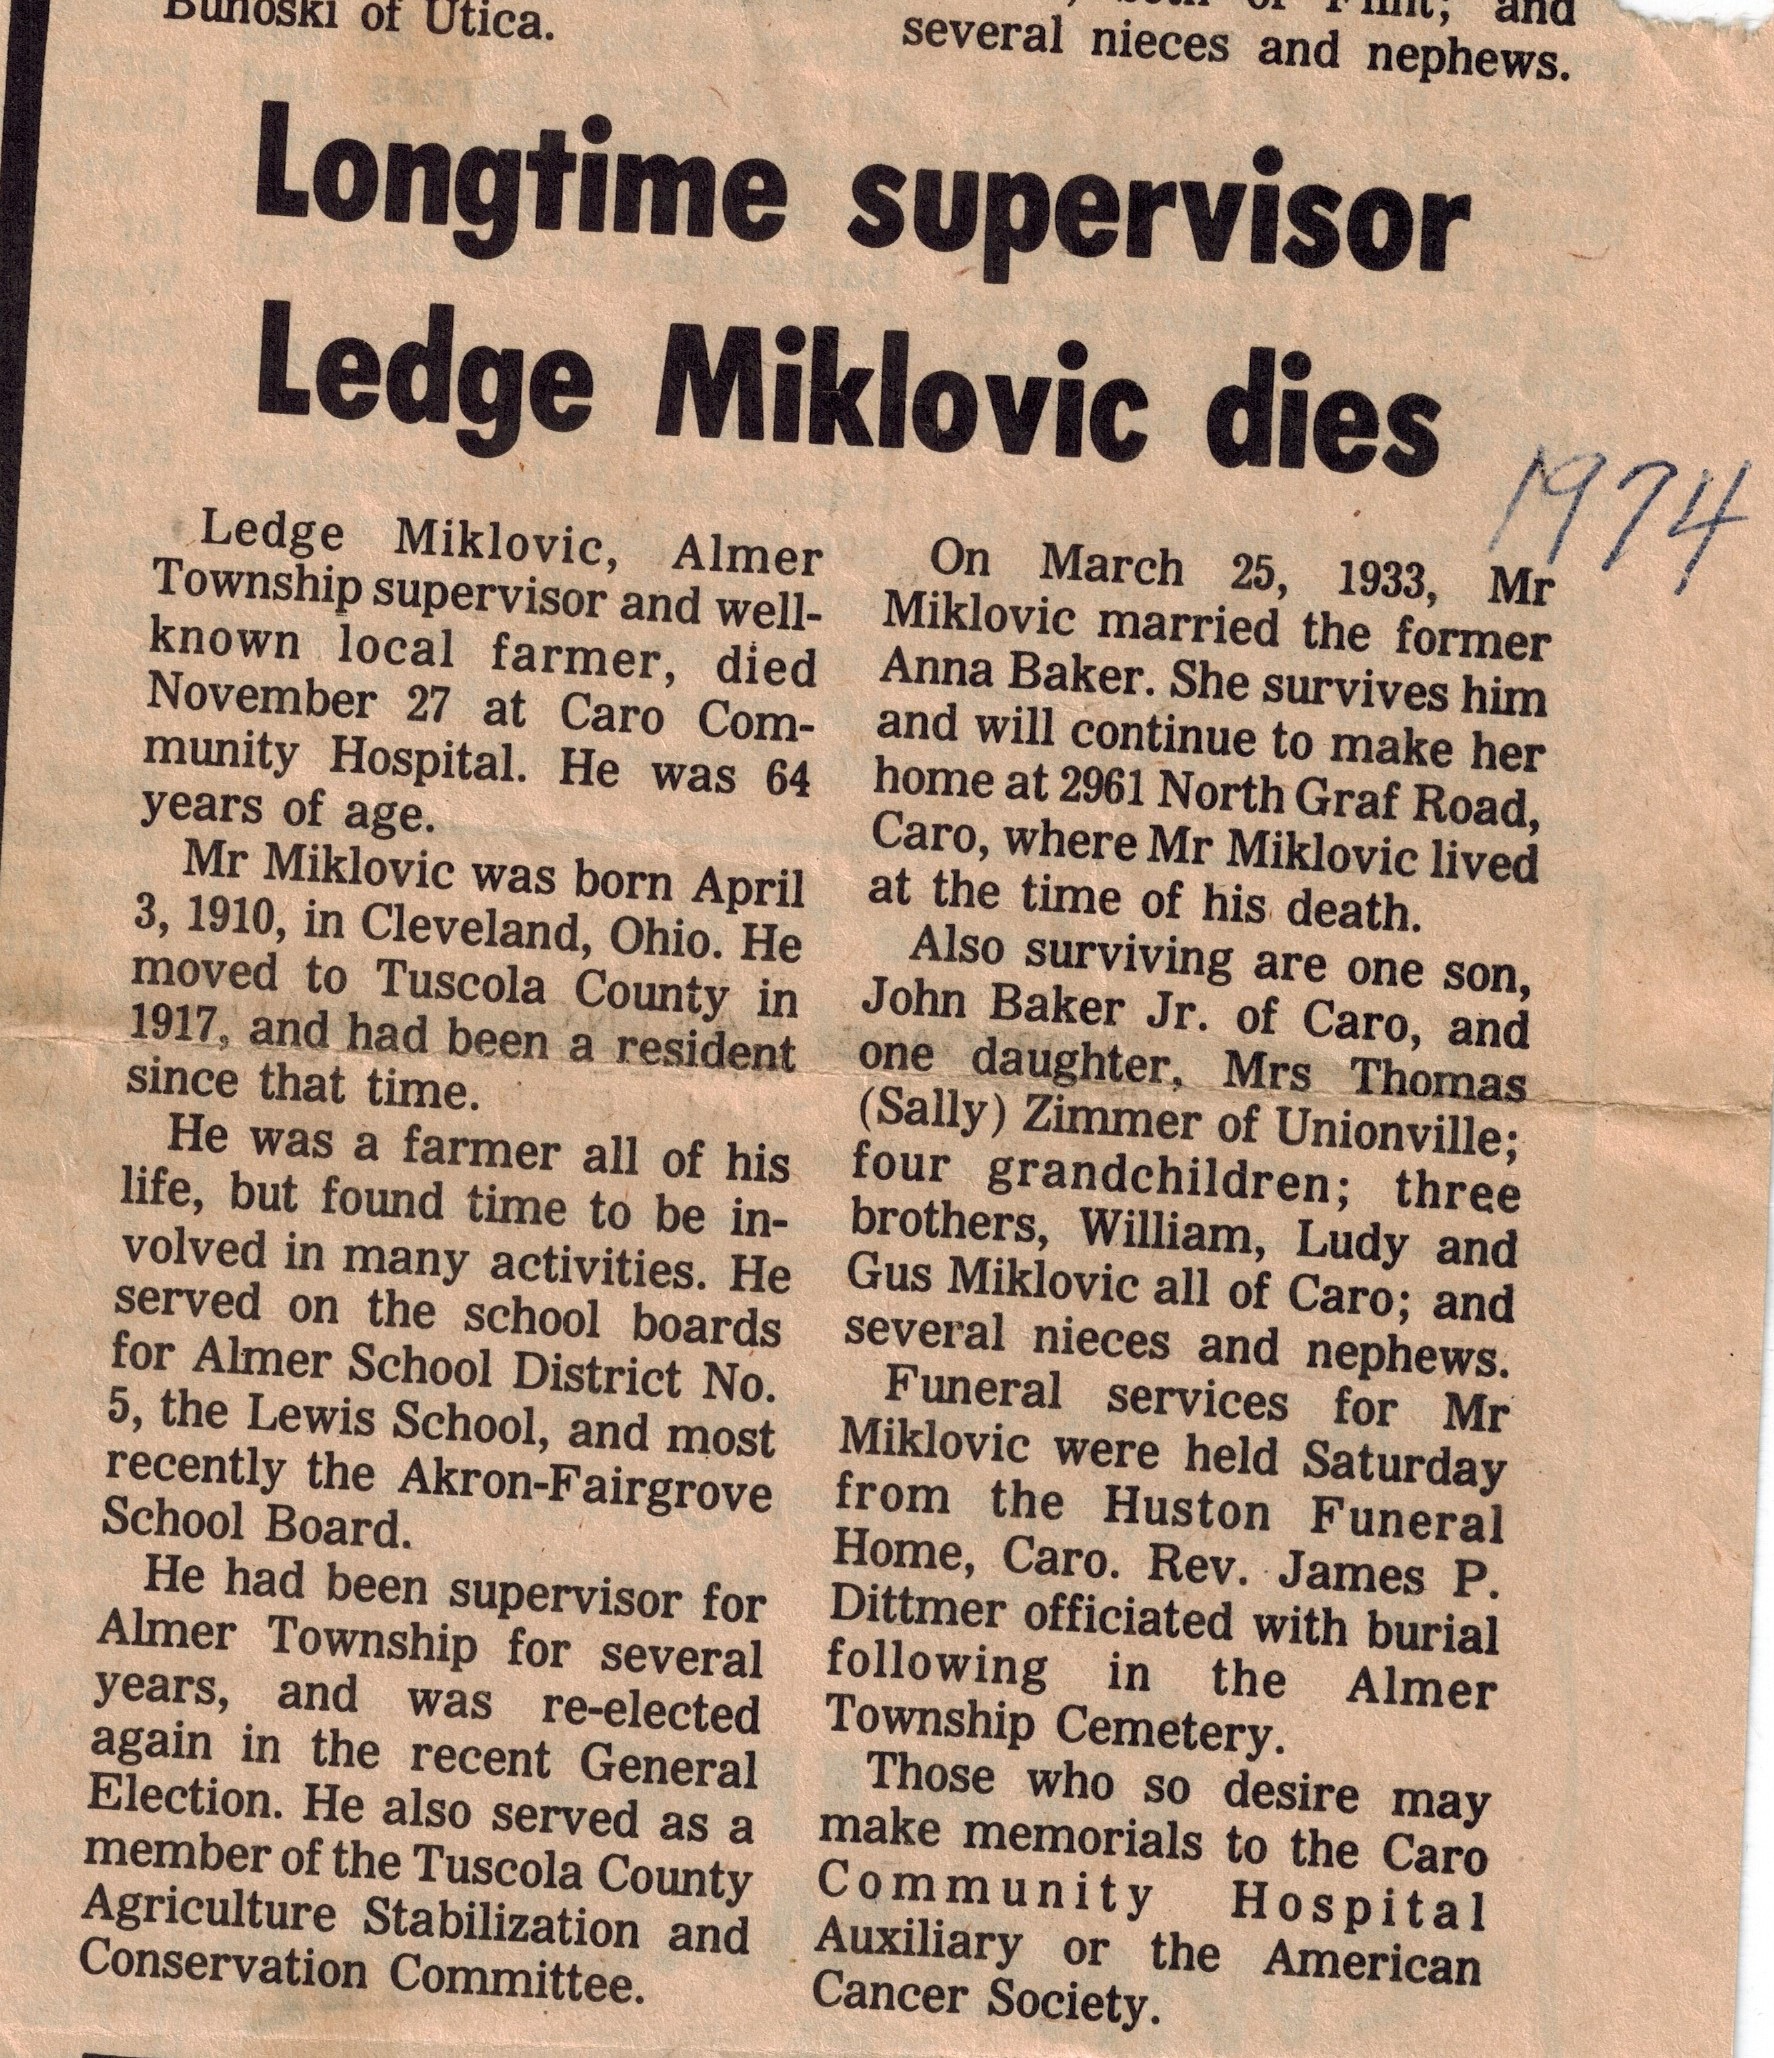 Bunoski of Utica.
both of Flint; and
several nieces and nephews.
Longtime supervisor
Ledge Miklovic dies
1974
Ledge Miklovic, Almer
Township supervisor and well-
known local farmer, died
November 27 at Caro Com-
munity Hospital. He was 64
years of age.
Mr Miklovic was born April
3, 1910, in Cleveland, Ohio. He
moved to Tuscola County in
1917, and had been a resident
since that time.
He was a farmer all of his
life, but found time to be in-
volved in many activities. He
served on the school boards
for Almer School District No.
5, the Lewis School, and most
recently the Akron-Fairgrove
School Board.
He had been supervisor for
Almer Township for several
years, and was re-elected
again in the recent General
Election. He also served as a
member of the Tuscola County
Agriculture Stabilization and
Conservation Committee.
On March 25, 1933, Mr
Miklovic married the former
Anna Baker. She survives him
and will continue to make her
home at 2961 North Graf Road,
Caro, where Mr Miklovic lived
at the time of his death.
Also surviving are one son,
John Baker Jr. of Caro, and
one daughter, Mrs Thomas
(Sally) Zimmer of Unionville;
four grandchildren; three
brothers, William, Ludy and
Gus Miklovic all of Caro; and
several nieces and nephews.
Funeral services for Mr
Miklovic were held Saturday
from the Huston Funeral
Home, Caro. Rev. James P.
Dittmer officiated with burial
following in the Almer
Township Cemetery.
Those who so desire may
make memorials to the Caro
Community Hospital
Auxiliary or the American
Cancer Society.